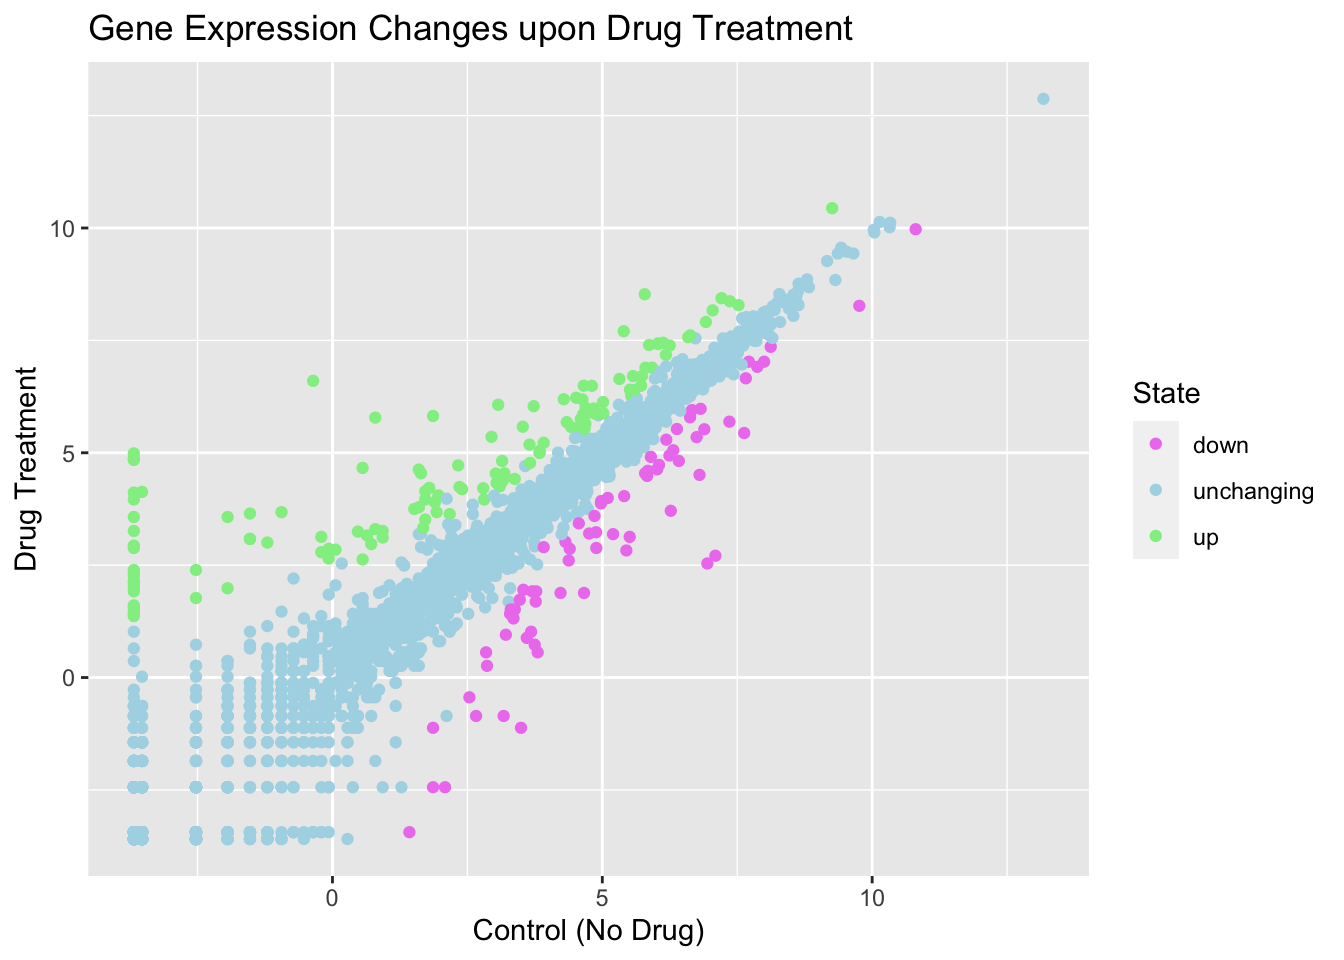 Gene Expression Changes upon Drug Treatment
10
5
0
Drug Treatment
0
5
10
Control (No Drug)
State
down
unchanging
up